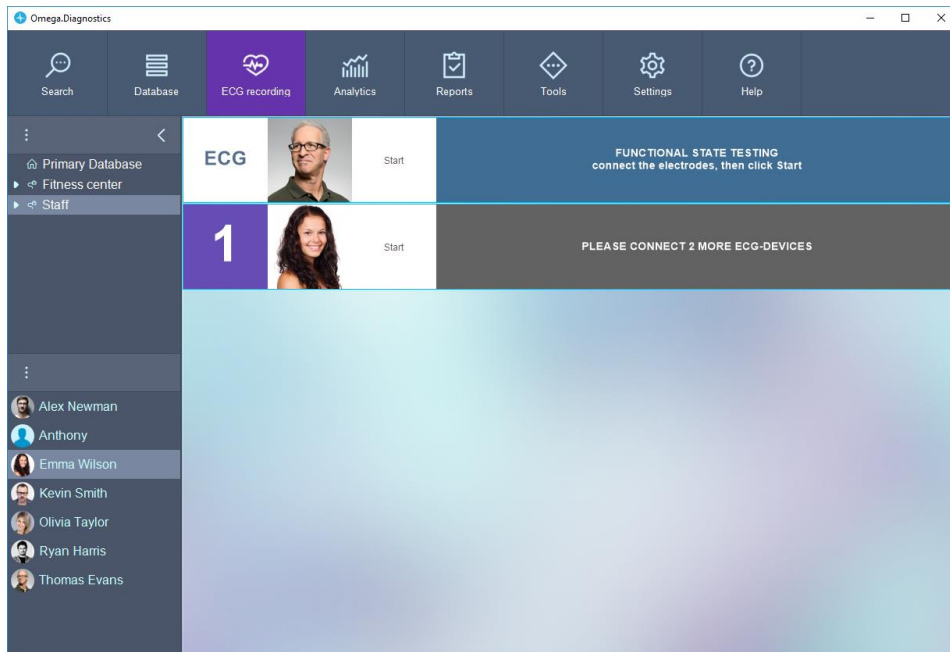 Omega.Diagnostics
Search
Database
ECG recording
Analytics
Reports
Tools
Settings
Help
Primary Database
Fitness center
Staff
ECG
Start
FUNCTIONAL STATE TESTING
connect the electrodes, then click Start
1
Start
PLEASE CONNECT 2 MORE ECG-DEVICES
Alex Newman
Anthony
Emma Wilson
Kevin Smith
Olivia Taylor
Ryan Harris
Thomas Evans